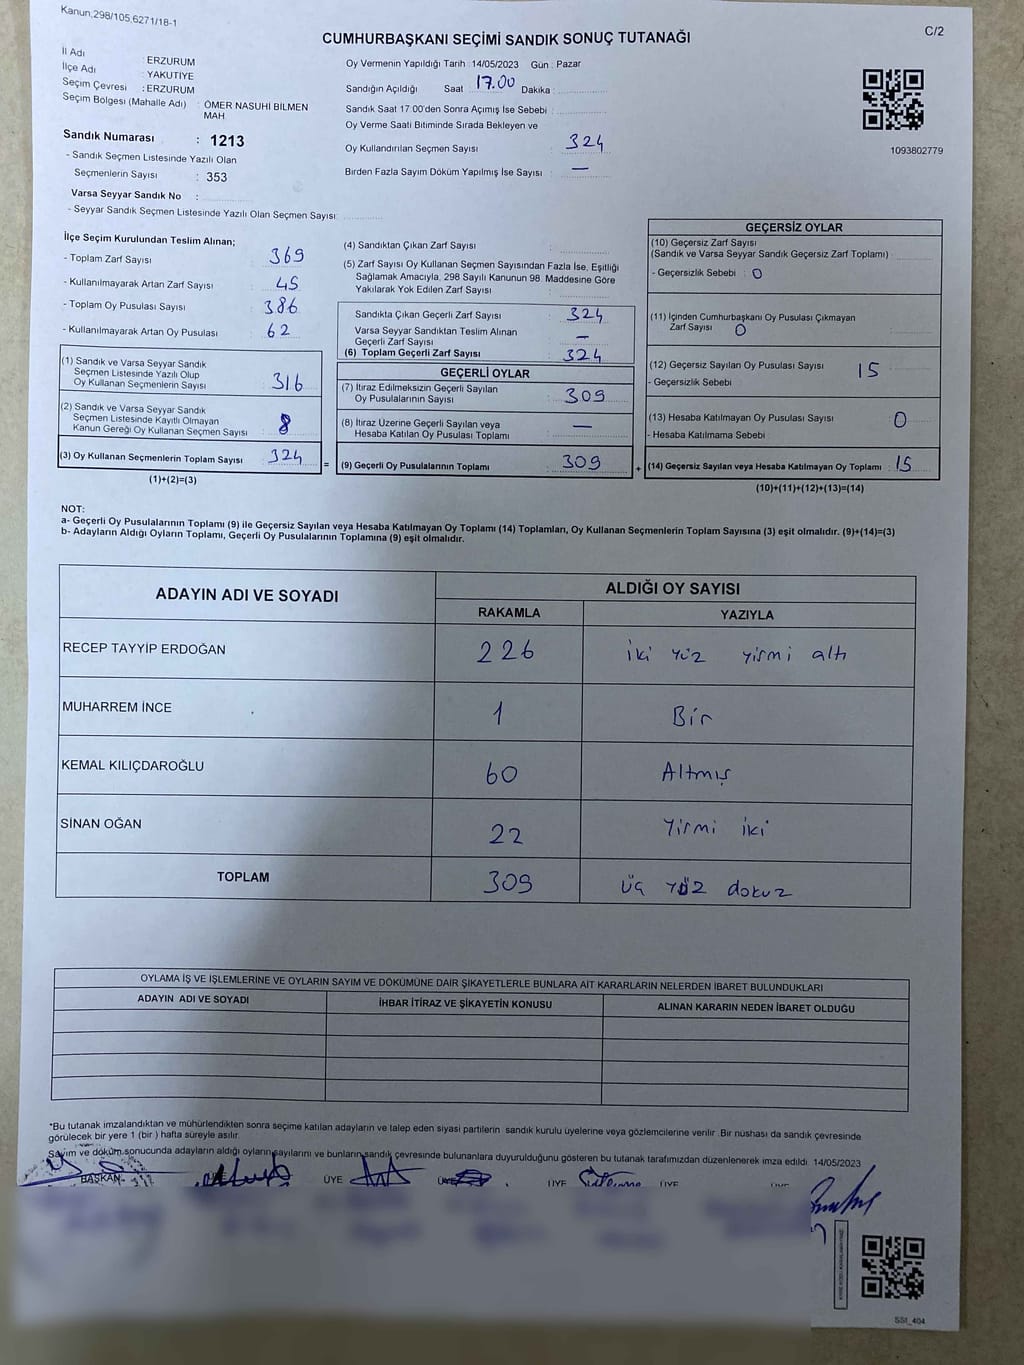 Kanun,298/105,6271/18-1
C/2
CUMHURBAŞKANI SEÇİMİ SANDIK SONUÇ TUTANAĞI
İl Adı : ERZURUM
İlçe Adı : YAKUTİYE
Seçim Çevresi : ERZURUM
Seçim Bölgesi (Mahalle Adı) : ÖMER NASUHİ BİLMEN MAH.
Sandık Numarası : 1213
- Sandık Seçmen Listesinde Yazılı Olan
Seçmenlerin Sayısı : 353
Varsa Seyyar Sandık No :
- Seyyar Sandık Seçmen Listesinde Yazılı Olan Seçmen Sayısı:
Oy Vermenin Yapıldığı Tarih : 14/05/2023 Gün : Pazar
Sandığın Açıldığı Saat 17.00 Dakika :
Sandık Saat 17.00'den Sonra Açımış İse Sebebi :
Oy Verme Saati Bitiminde Sırada Bekleyen ve
Oy Kullandırılan Seçmen Sayısı : 324
Birden Fazla Sayım Döküm Yapılmış İse Sayısı : —
1093802779
İlçe Seçim Kurulundan Teslim Alınan;
- Toplam Zarf Sayısı : 369
- Kullanılmayarak Artan Zarf Sayısı : 45
- Toplam Oy Pusulası Sayısı : 386
- Kullanılmayarak Artan Oy Pusulası : 62
(1) Sandık ve Varsa Seyyar Sandık
Seçmen Listesinde Yazılı Olup
Oy Kullanan Seçmenlerin Sayısı : 316
(2) Sandık ve Varsa Seyyar Sandık
Seçmen Listesinde Kayıtlı Olmayan
Kanun Gereği Oy Kullanan Seçmen Sayısı : 8
(3) Oy Kullanan Seçmenlerin Toplam Sayısı : 324
(1)+(2)=(3)
(4) Sandıktan Çıkan Zarf Sayısı :
(5) Zarf Sayısı Oy Kullanan Seçmen Sayısından Fazla İse, Eşitliği
Sağlamak Amacıyla, 298 Sayılı Kanunun 98. Maddesine Göre
Yakılarak Yok Edilen Zarf Sayısı :
Sandıkta Çıkan Geçerli Zarf Sayısı : 324
Varsa Seyyar Sandıktan Teslim Alınan
Geçerli Zarf Sayısı : —
(6) Toplam Geçerli Zarf Sayısı : 324
GEÇERLİ OYLAR
(7) İtiraz Edilmeksizin Geçerli Sayılan
Oy Pusulalarının Sayısı : 309
(8) İtiraz Üzerine Geçerli Sayılan veya
Hesaba Katılan Oy Pusulası Toplamı : —
= (9) Geçerli Oy Pusulalarının Toplamı : 309 +
GEÇERSİZ OYLAR
(10) Geçersiz Zarf Sayısı
(Sandık ve Varsa Seyyar Sandık Geçersiz Zarf Toplamı) :
- Geçersizlik Sebebi : 0
(11) İçinden Cumhurbaşkanı Oy Pusulası Çıkmayan
Zarf Sayısı 0
(12) Geçersiz Sayılan Oy Pusulası Sayısı : 15
- Geçersizlik Sebebi
(13) Hesaba Katılmayan Oy Pusulası Sayısı : 0
- Hesaba Katılmama Sebebi
(14) Geçersiz Sayılan veya Hesaba Katılmayan Oy Toplamı : 15
(10)+(11)+(12)+(13)=(14)
NOT:
a- Geçerli Oy Pusulalarının Toplamı (9) ile Geçersiz Sayılan veya Hesaba Katılmayan Oy Toplamı (14) Toplamları, Oy Kullanan Seçmenlerin Toplam Sayısına (3) eşit olmalıdır. (9)+(14)=(3)
b- Adayların Aldığı Oyların Toplamı, Geçerli Oy Pusulalarının Toplamına (9) eşit olmalıdır.
ADAYIN ADI VE SOYADI
ALDIĞI OY SAYISI
RAKAMLA YAZIYLA
RECEP TAYYİP ERDOĞAN 226 iki yüz yirmi altı
MUHARREM İNCE 1 Bir
KEMAL KILIÇDAROĞLU 60 Altmış
SİNAN OĞAN 22 Yirmi iki
TOPLAM 309 üç yüz dokuz
OYLAMA İŞ VE İŞLEMLERİNE VE OYLARIN SAYIM VE DÖKÜMÜNE DAİR ŞİKAYETLERLE BUNLARA AİT KARARLARIN NELERDEN İBARET BULUNDUKLARI
ADAYIN ADI VE SOYADI İHBAR İTİRAZ VE ŞİKAYETİN KONUSU ALINAN KARARIN NEDEN İBARET OLDUĞU
*Bu tutanak imzalandıktan ve mühürlendikten sonra seçime katılan adayların ve talep eden siyasi partilerin sandık kurulu üyelerine veya gözlemcilerine verilir. Bir nüshası da sandık çevresinde
görülecek bir yere 1 (bir ) hafta süreyle asılır.
Sayım ve döküm sonucunda adayların aldığı oyların sayılarını ve bunların sandık çevresinde bulunanlara duyurulduğunu gösteren bu tutanak tarafımızdan düzenlenerek imza edildi. 14/05/2023
BAŞKAN ÜYE ÜYE ÜYE ÜYE ÜYE
SSI_404